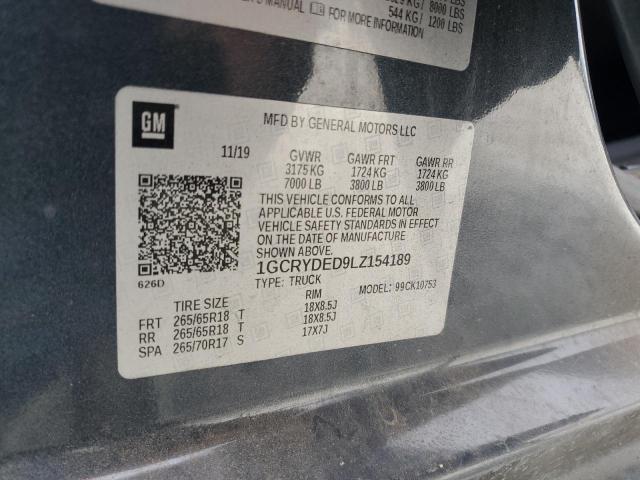 8000 LBS
544 KG / 1200 LBS
MANUAL FOR MORE INFORMATION
GM
MFD BY GENERAL MOTORS LLC
11/19 GVWR GAWR FRT GAWR RR
3175 KG 1724 KG 1724 KG
7000 LB 3800 LB 3800 LB
THIS VEHICLE CONFORMS TO ALL
APPLICABLE U.S. FEDERAL MOTOR
VEHICLE SAFETY STANDARDS IN EFFECT
ON THE DATE OF MANUFACTURE SHOWN ABOVE.
1GCRYDED9LZ154189
626D
TYPE: TRUCK MODEL: 99CK10753
TIRE SIZE RIM
FRT 265/65R18 T 18X8.5J
RR 265/65R18 T 18X8.5J
SPA 265/70R17 S 17X7J